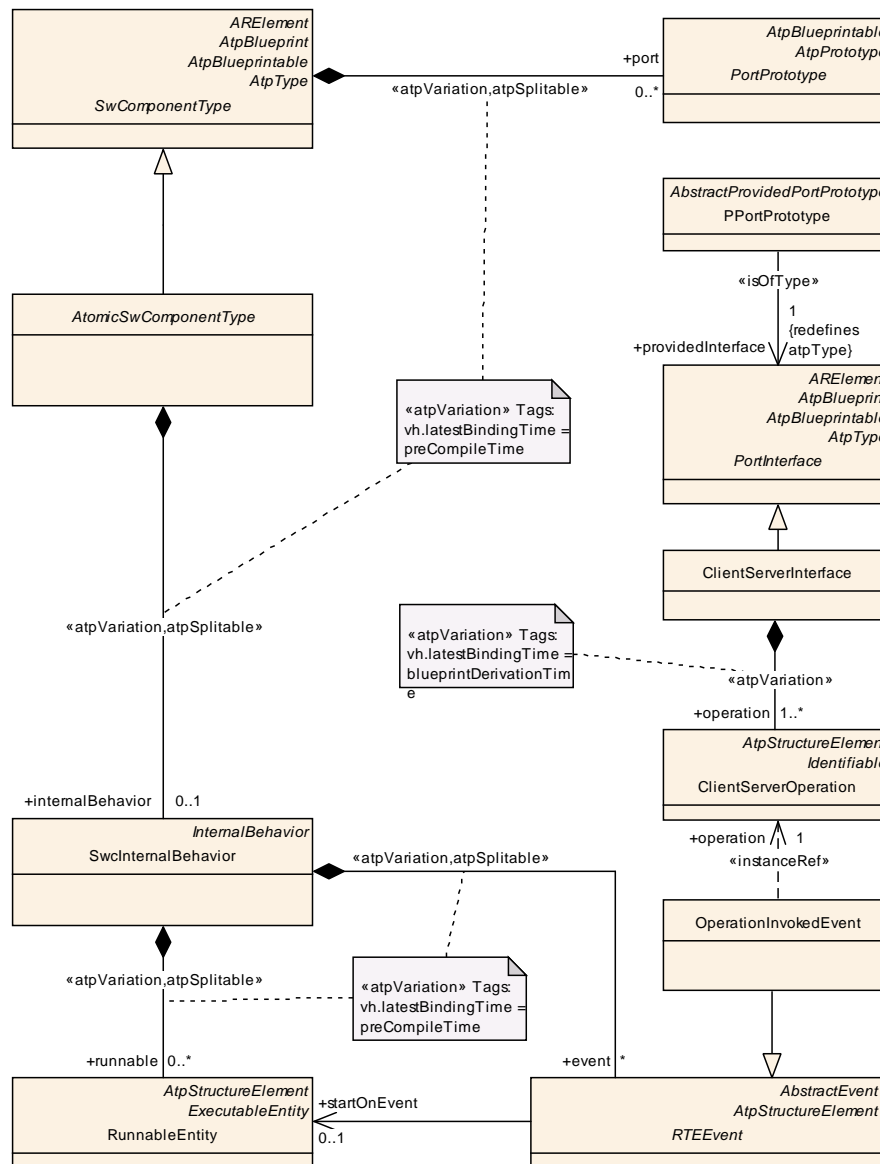 ARElement
AtpBlueprint
AtpBlueprintable
AtpType
SwComponentType
+port
«atpVariation,atpSplitable»
0..*
AtpBlueprintable
AtpPrototype
PortPrototype
AbstractProvidedPortPrototype
PPortPrototype
«isOfType»
1
{redefines
+providedInterface
atpType}
AtomicSwComponentType
«atpVariation» Tags:
vh.latestBindingTime =
preCompileTime
ARElement
AtpBlueprint
AtpBlueprintable
AtpType
PortInterface
ClientServerInterface
«atpVariation,atpSplitable»
«atpVariation» Tags:
vh.latestBindingTime =
blueprintDerivationTim
e
«atpVariation»
+operation
1..*
AtpStructureElement
Identifiable
ClientServerOperation
+internalBehavior
0..1
InternalBehavior
SwcInternalBehavior
«atpVariation,atpSplitable»
+operation
1
«instanceRef»
OperationInvokedEvent
«atpVariation,atpSplitable»
«atpVariation» Tags:
vh.latestBindingTime =
preCompileTime
+runnable
0..*
+event
*
AtpStructureElement
ExecutableEntity
RunnableEntity
+startOnEvent
0..1
AbstractEvent
AtpStructureElement
RTEEvent